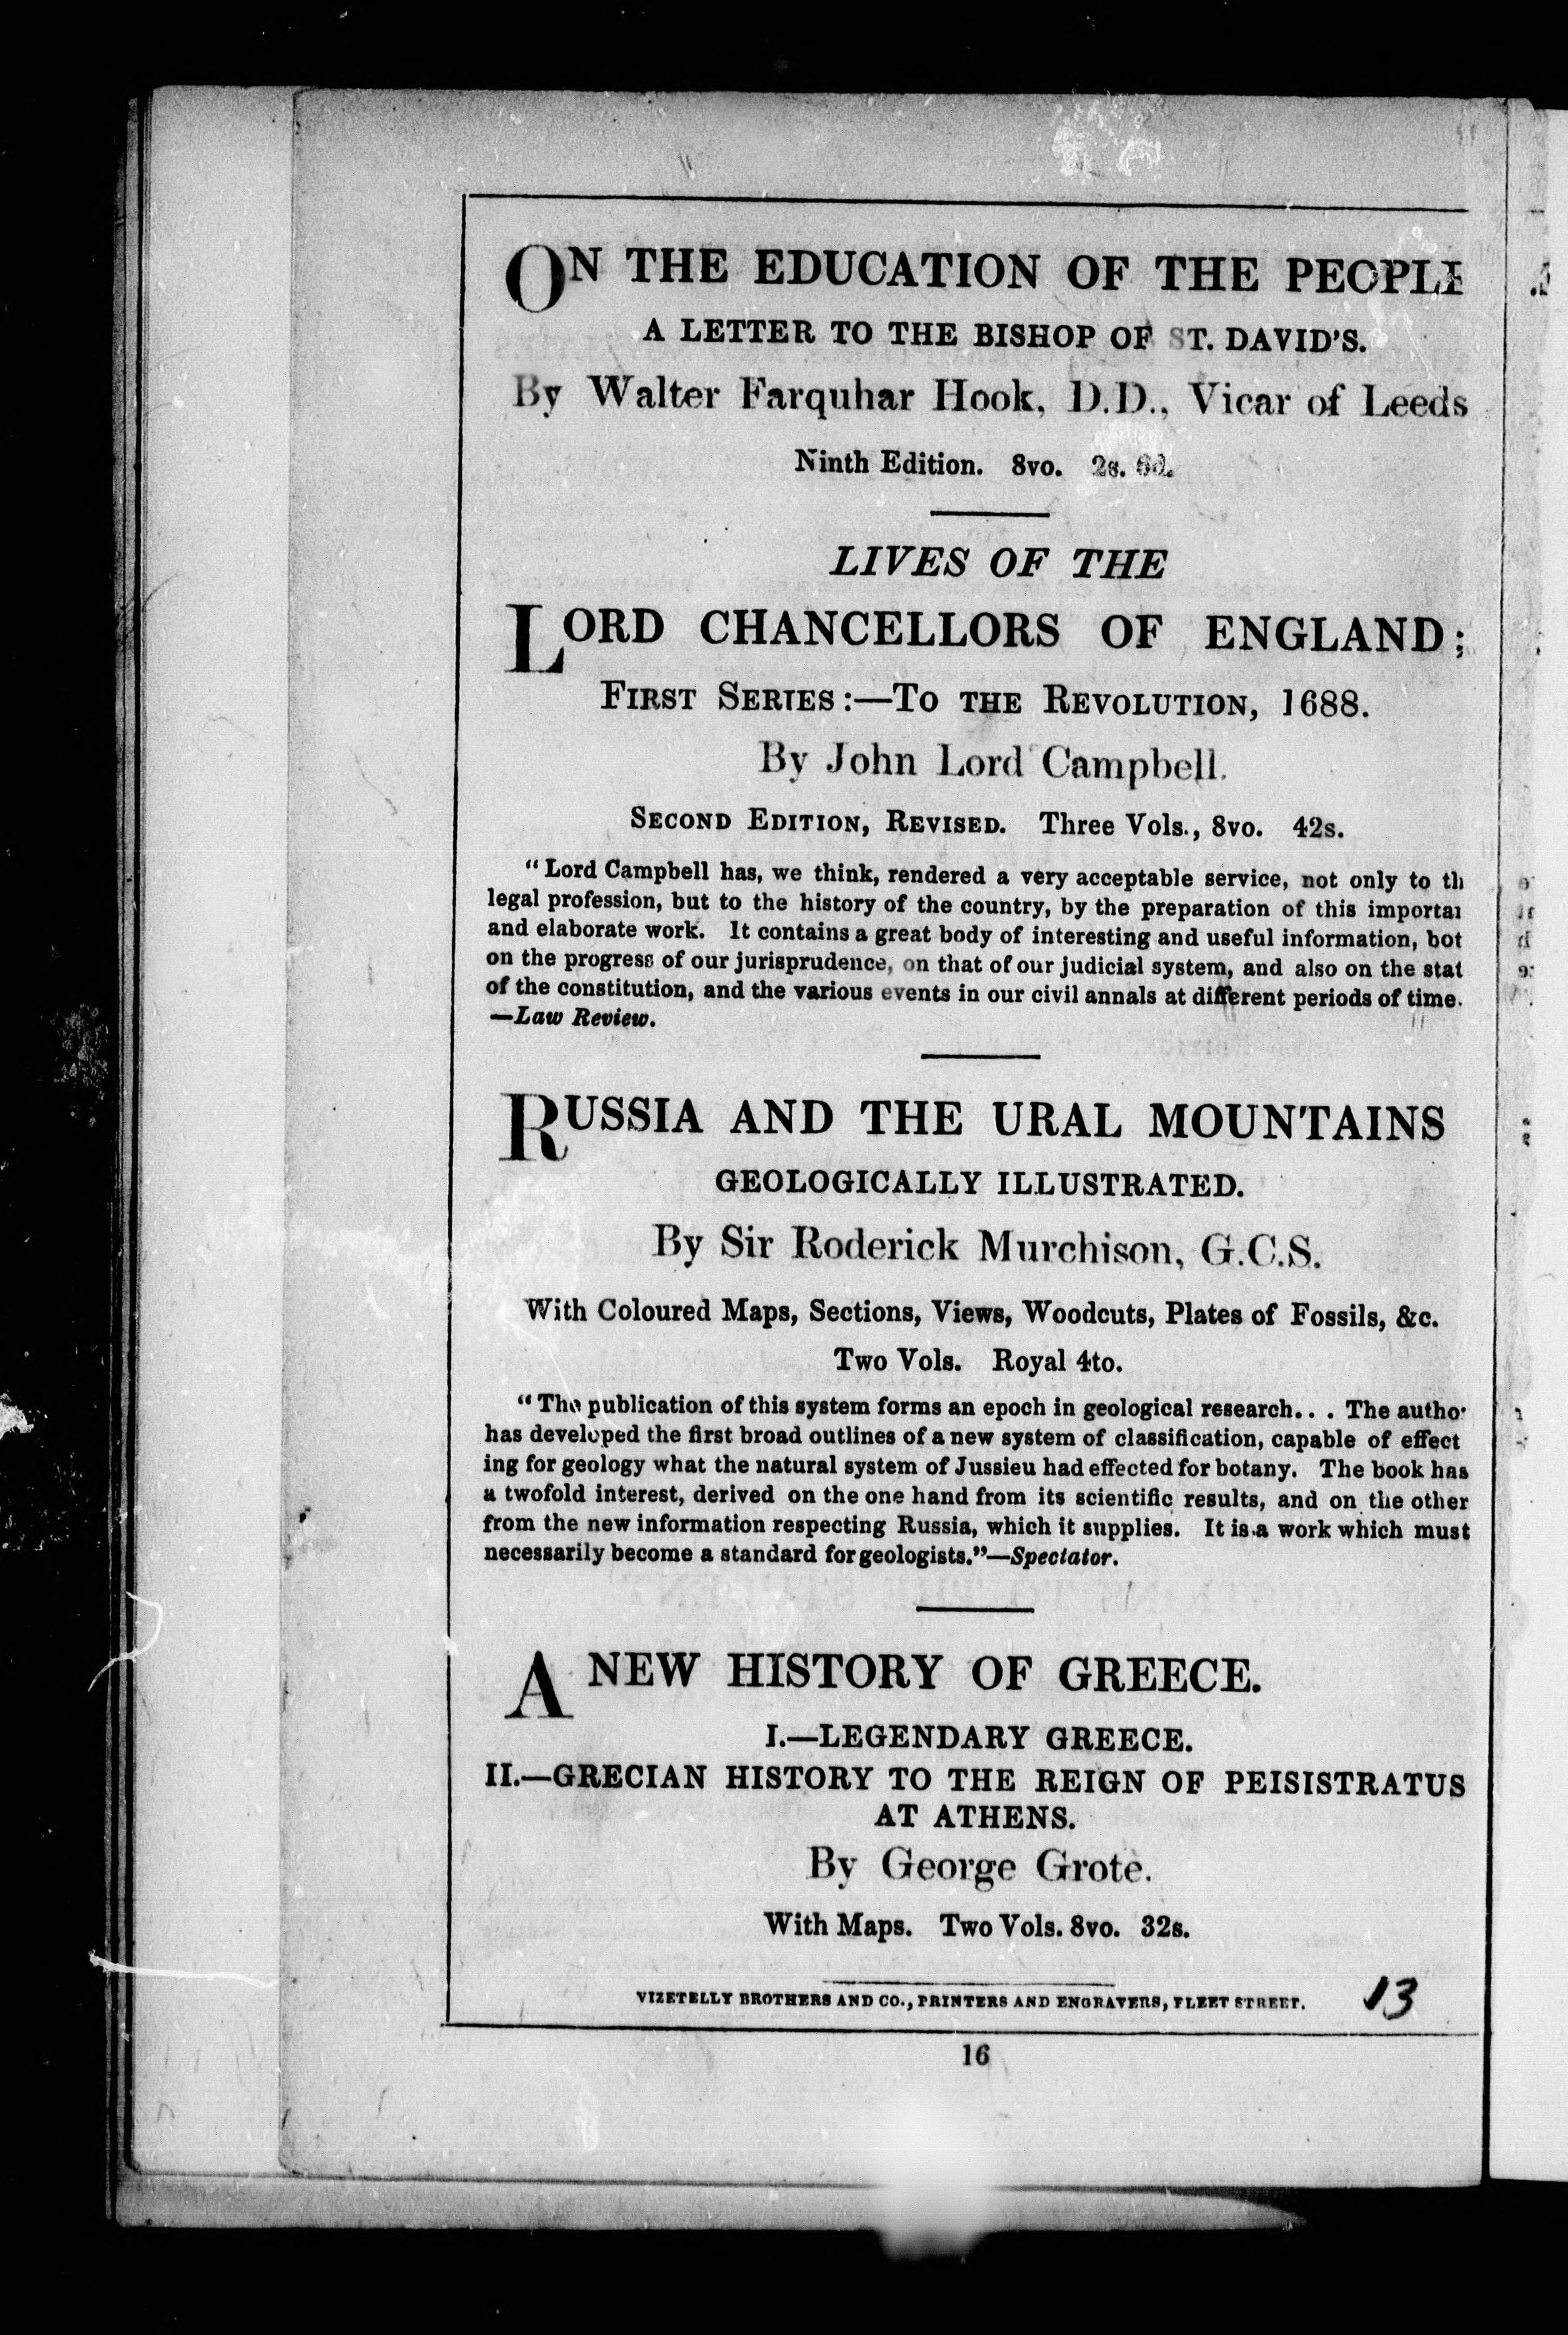 ON THE EDUCATION OF THE PEOPLE
A LETTER TO THE BISHOP OF ST. DAVID'S.
By Walter Farquhar Hook, D.D., Vicar of Leeds
Ninth Edition. 8vo. 2s. 6d.
LIVES OF THE
LORD CHANCELLORS OF ENGLAND;
FIRST SERIES:—TO THE REVOLUTION, 1688.
By John Lord Campbell.
SECOND EDITION, REVISED. Three Vols., 8vo. 42s.
"Lord Campbell has, we think, rendered a very acceptable service, not only to th
legal profession, but to the history of the country, by the preparation of this importa
and elaborate work. It contains a great body of interesting and useful information, bot
on the progress of our jurisprudence, on that of our judicial system, and also on the stat
of the constitution, and the various events in our civil annals at different periods of time.
—Law Review.
RUSSIA AND THE URAL MOUNTAINS
GEOLOGICALLY ILLUSTRATED.
By Sir Roderick Murchison, G.C.S.
With Coloured Maps, Sections, Views, Woodcuts, Plates of Fossils, &c.
Two Vols. Royal 4to.
"The publication of this system forms an epoch in geological research... The autho
has developed the first broad outlines of a new system of classification, capable of effect
ing for geology what the natural system of Jussieu had effected for botany. The book has
a twofold interest, derived on the one hand from its scientific results, and on the other
from the new information respecting Russia, which it supplies. It is a work which must
necessarily become a standard for geologists."—Spectator.
A NEW HISTORY OF GREECE.
I.—LEGENDARY GREECE.
II.—GRECIAN HISTORY TO THE REIGN OF PEISISTRATUS
AT ATHENS.
By George Grote.
With Maps. Two Vols. 8vo. 32s.
VIZETELLY BROTHERS AND CO., PRINTERS AND ENGRAVERS, FLEET STREET.
13
16